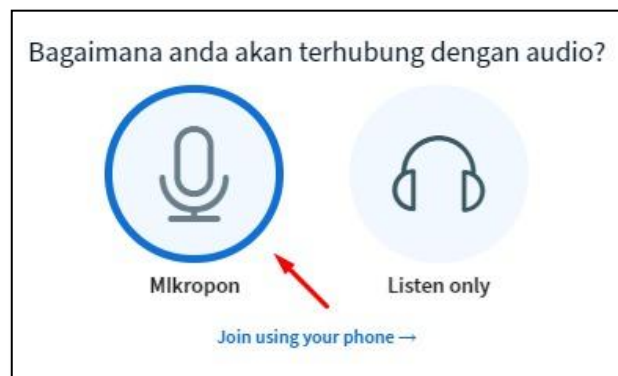 Bagaimana anda akan terhubung dengan audio?
MIkropon
Listen only
Join using your phone →